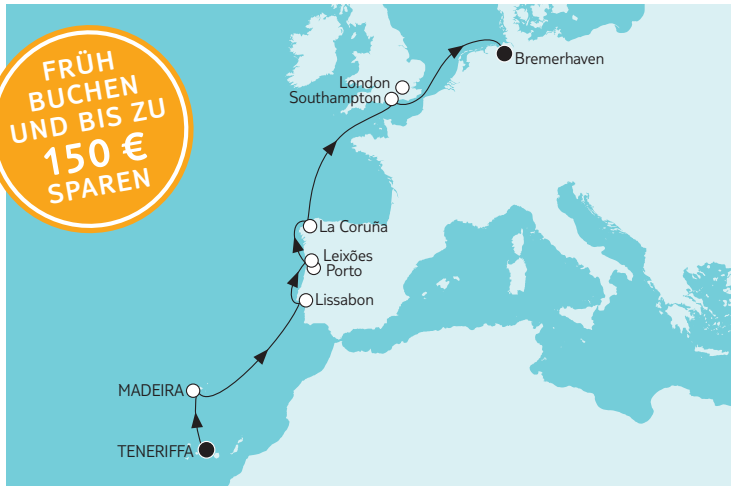 FRÜH
BUCHEN
UND BIS ZU
150 €
SPAREN
Bremerhaven
London
Southampton
La Coruña
Leixões
Porto
Lissabon
MADEIRA
TENERIFFA